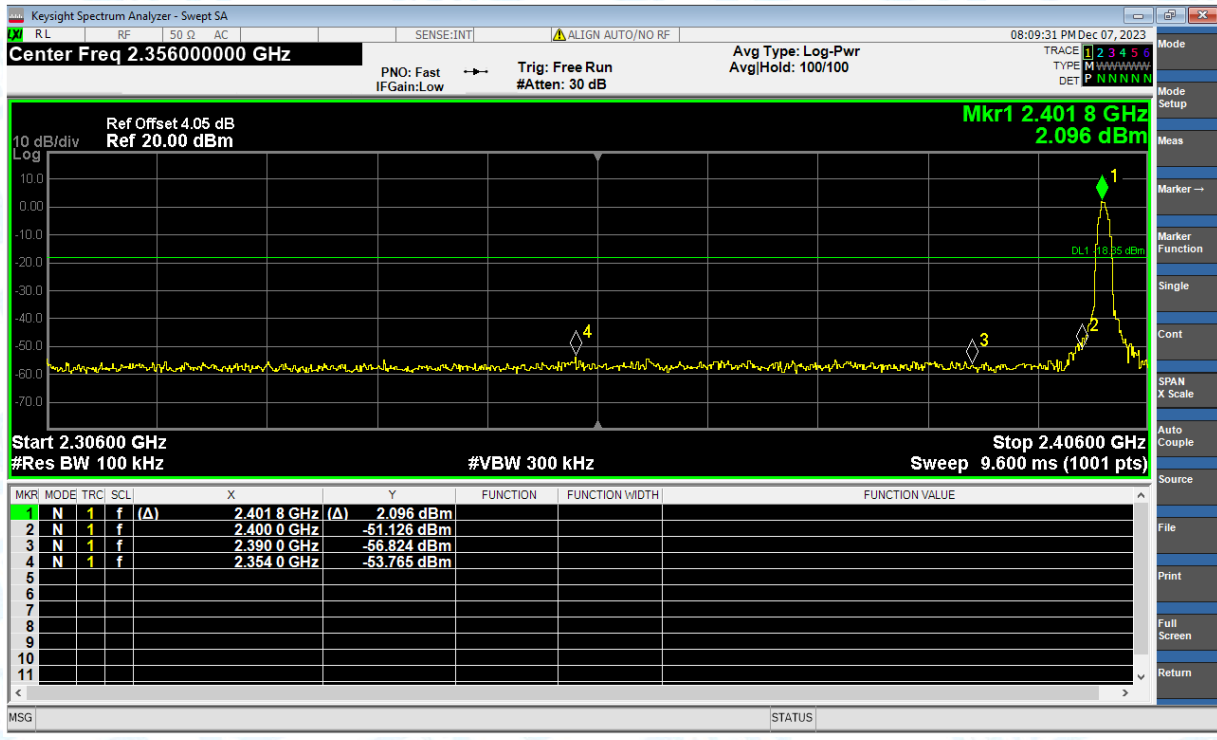 Keysight Spectrum Analyzer - Swept SA
LXI RL RF 50 Ω AC SENSE:INT ALIGN AUTO/NO RF 08:09:31 PM Dec 07, 2023
Center Freq 2.356000000 GHz
PNO: Fast
IFGain:Low
Trig: Free Run
#Atten: 30 dB
Avg Type: Log-Pwr
Avg|Hold: 100/100
TRACE 1 2 3 4 5 6
TYPE M WWWWW
DET P N N N N N
Mkr1 2.401 8 GHz
2.096 dBm
Ref Offset 4.05 dB
10 dB/div Ref 20.00 dBm
Log
10.0
0.00
-10.0
-20.0
-30.0
-40.0
-50.0
-60.0
-70.0
1
DL1 -18.35 dBm
2
3
4
Start 2.30600 GHz Stop 2.40600 GHz
#Res BW 100 kHz #VBW 300 kHz Sweep 9.600 ms (1001 pts)
MKR MODE TRC SCL X Y FUNCTION FUNCTION WIDTH FUNCTION VALUE
1 N 1 f (Δ) 2.401 8 GHz (Δ) 2.096 dBm
2 N 1 f 2.400 0 GHz -51.126 dBm
3 N 1 f 2.390 0 GHz -56.824 dBm
4 N 1 f 2.354 0 GHz -53.765 dBm
5
6
7
8
9
10
11
MSG STATUS
Mode
Mode
Setup
Meas
Marker →
Marker
Function
Single
Cont
SPAN
X Scale
Auto
Couple
Source
File
Print
Full
Screen
Return